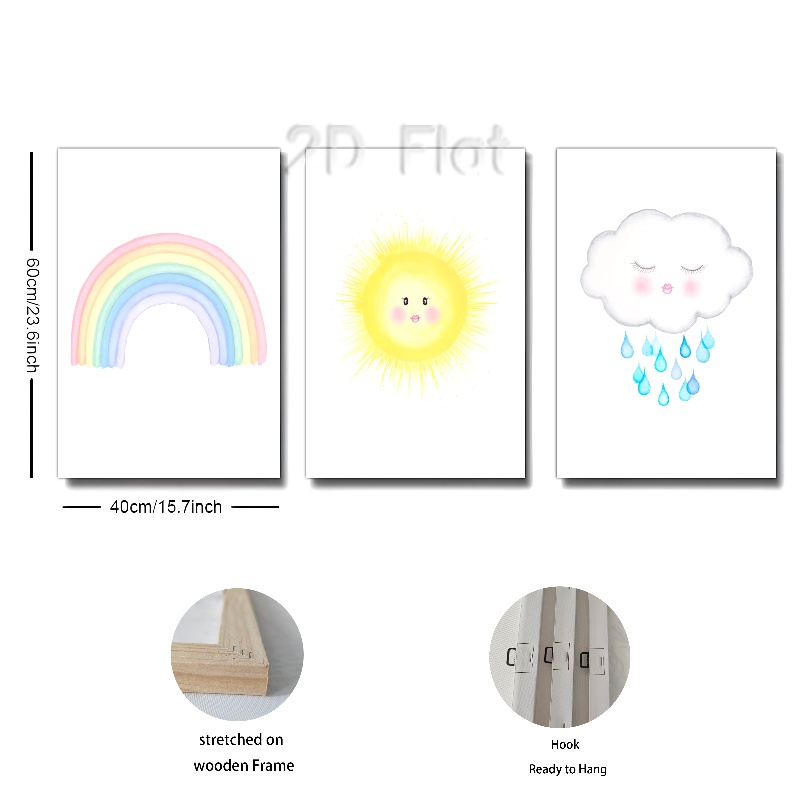 2D Flat
60cm/23.6inch
40cm/15.7inch
stretched on
wooden Frame
Hook
Ready to Hang